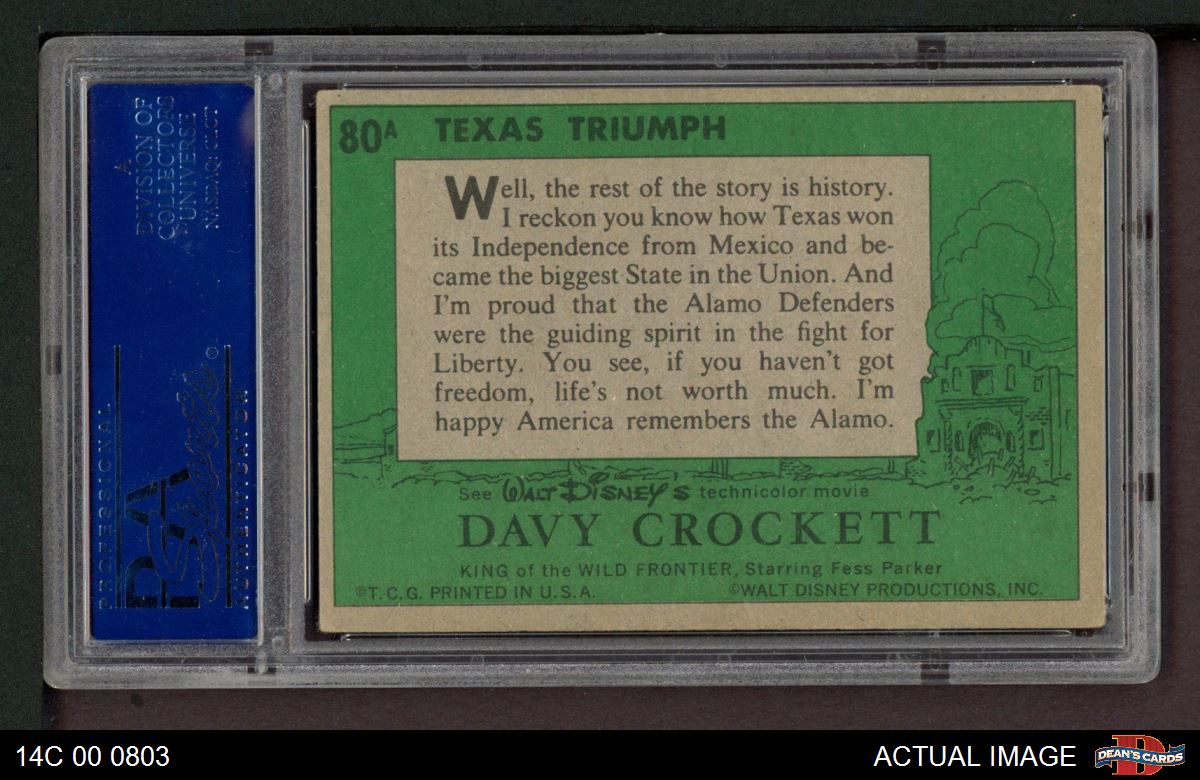 A
DIVISION OF
COLLECTORS
UNIVERSE
NASDAQ: CLCT
PROFESSIONAL
PSA
Sports
AUTHENTICATOR
80A TEXAS TRIUMPH
Well, the rest of the story is history.
I reckon you know how Texas won
its Independence from Mexico and be-
came the biggest State in the Union. And
I'm proud that the Alamo Defenders
were the guiding spirit in the fight for
Liberty. You see, if you haven't got
freedom, life's not worth much. I'm
happy America remembers the Alamo.
See WALT DISNEY'S technicolor movie
DAVY CROCKETT
KING of the WILD FRONTIER, Starring Fess Parker
©T.C.G. PRINTED IN U.S.A. ©WALT DISNEY PRODUCTIONS, INC.
14C 00 0803
ACTUAL IMAGE
D
DEAN'S CARDS